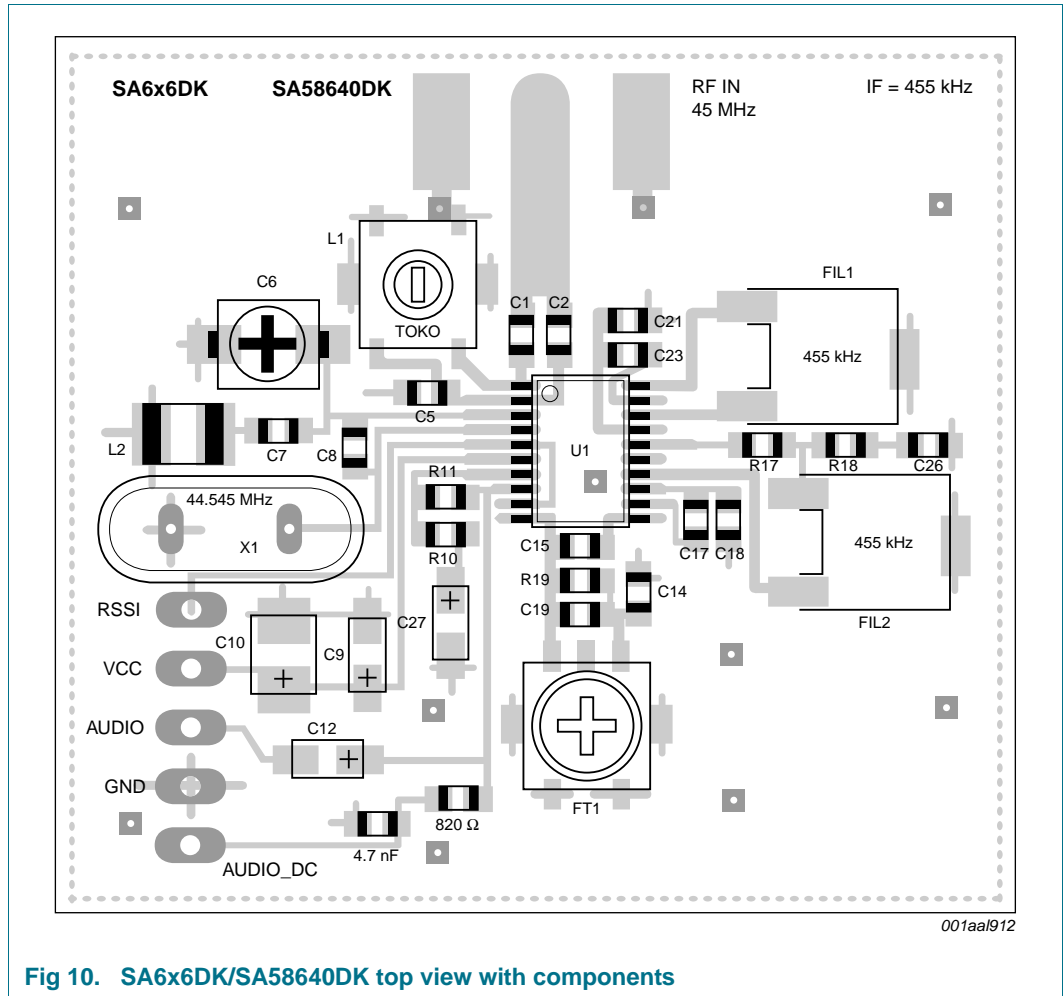 SA6x6DK SA58640DK RF IN IF = 455 kHz
45 MHz
L1
C6
FIL1
C1 C2
C21
TOKO
C23
455 kHz
C5
U1
L2
C7
C8
R17 R18 C26
R11
44.545 MHz
C15
455 kHz
X1
R10
C17 C18
RSSI
R19
C14
C27
C19
C10
FIL2
VCC
C9
AUDIO
C12
GND
FT1
820 Ω
4.7 nF
AUDIO_DC
001aal912
Fig 10. SA6x6DK/SA58640DK top view with components